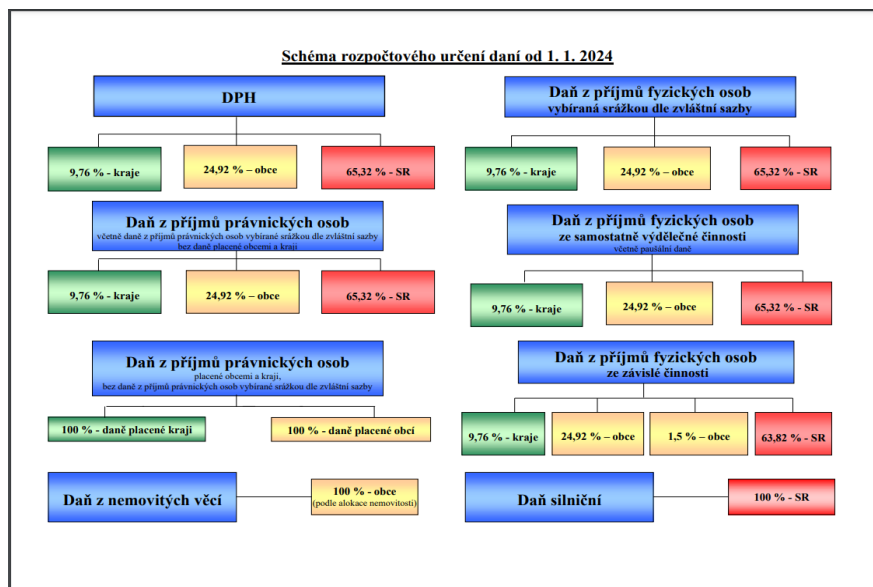 Schéma rozpočtového určení daní od 1. 1. 2024
DPH
9,76 % - kraje
24,92 % – obce
65,32 % - SR
Daň z příjmů fyzických osob
vybíraná srážkou dle zvláštní sazby
9,76 % - kraje
24,92 % – obce
65,32 % - SR
Daň z příjmů právnických osob
včetně daně z příjmů právnických osob vybírané srážkou dle zvláštní sazby
bez daně placené obcemi a kraji
9,76 % - kraje
24,92 % – obce
65,32 % - SR
Daň z příjmů fyzických osob
ze samostatně výdělečné činnosti
včetně paušální daně
9,76 % - kraje
24,92 % – obce
65,32 % - SR
Daň z příjmů právnických osob
placené obcemi a kraji,
bez daně z příjmů právnických osob vybírané srážkou dle zvláštní sazby
100 % - daně placené kraji
100 % - daně placené obcí
Daň z příjmů fyzických osob
ze závislé činnosti
9,76 % - kraje
24,92 % – obce
1,5 % – obce
63,82 % - SR
Daň z nemovitých věcí
100 % - obce
(podle alokace nemovitosti)
Daň silniční
100 % - SR